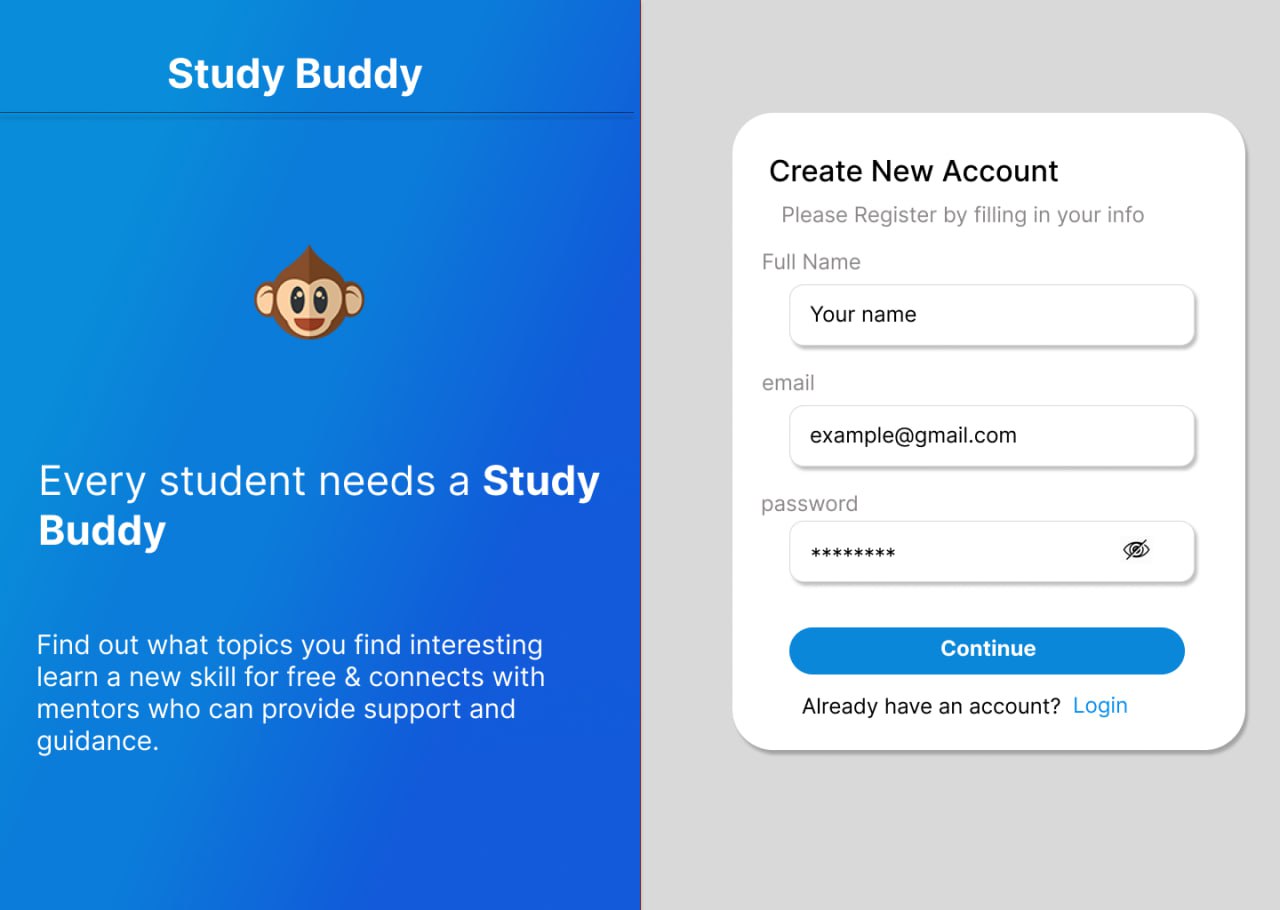 Study Buddy
Every student needs a Study
Buddy
Find out what topics you find interesting
learn a new skill for free & connects with
mentors who can provide support and
guidance.
Create New Account
Please Register by filling in your info
Full Name
Your name
email
example@gmail.com
password
********
Continue
Already have an account? Login